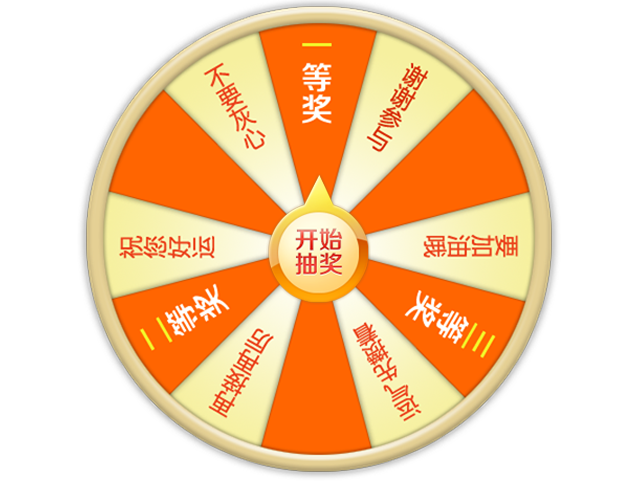 一等奖
谢谢参与
要加油哦
三等奖
运气先攒着
再接再厉
二等奖
祝您好运
不要灰心
开始
抽奖